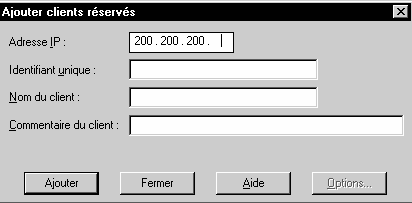 Ajouter clients réservés
Adresse IP : 200 . 200 . 200 .
Identifiant unique :
Nom du client :
Commentaire du client :
Ajouter Fermer Aide Options...